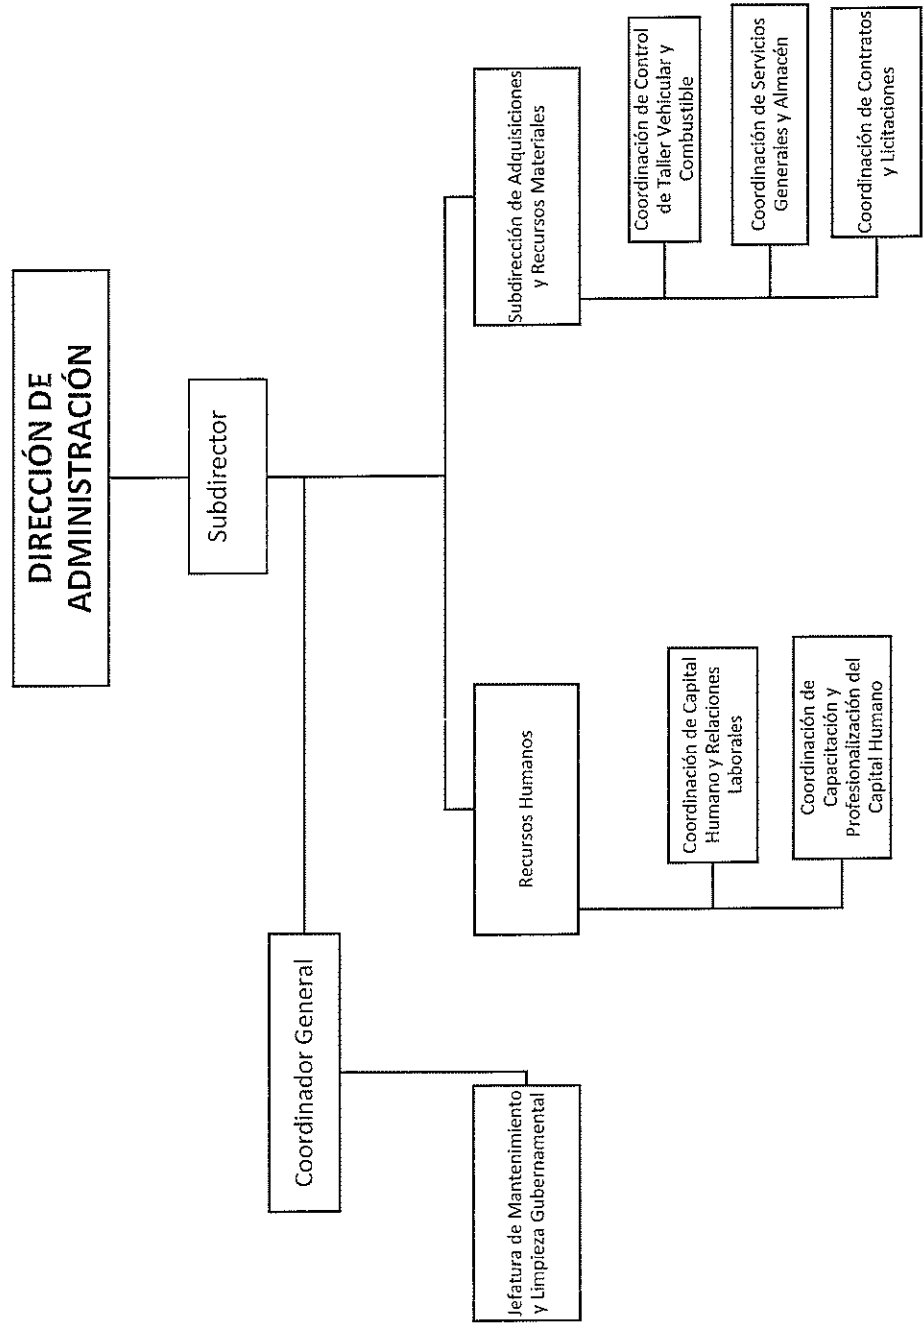 DIRECCIÓN DE
ADMINISTRACIÓN
Subdirector
Coordinador General
Jefatura de Mantenimiento
y Limpieza Gubernamental
Recursos Humanos
Coordinación de Capital
Humano y Relaciones
Laborales
Coordinación de
Capacitación y
Profesionalización del
Capital Humano
Subdirección de Adquisiciones
y Recursos Materiales
Coordinación de Control
de Taller Vehicular y
Combustible
Coordinación de Servicios
Generales y Almacén
Coordinación de Contratos
y Licitaciones